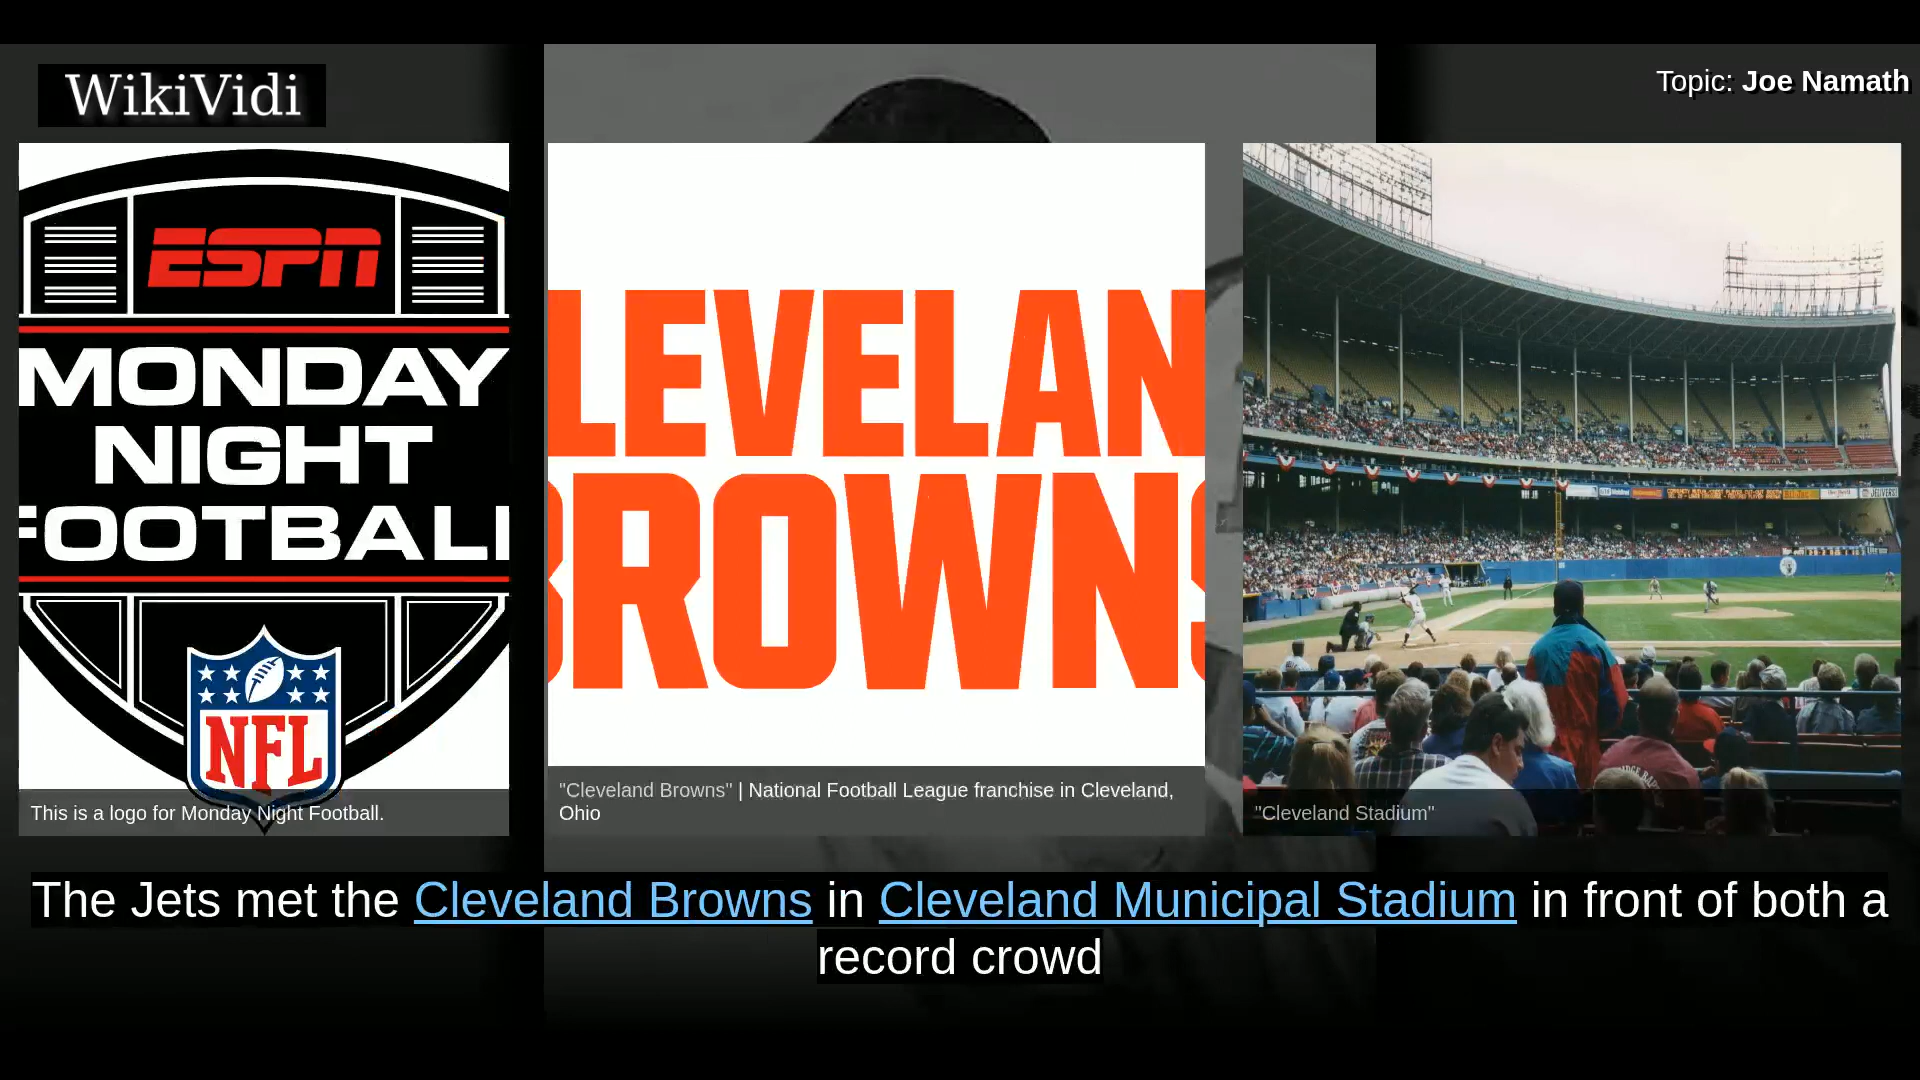 WikiVidi
Topic: Joe Namath
ESPN
MONDAY
NIGHT
FOOTBALL
NFL
This is a logo for Monday Night Football.
LEVELAN
BROWNS
"Cleveland Browns" | National Football League franchise in Cleveland,
Ohio
"Cleveland Stadium"
The Jets met the Cleveland Browns in Cleveland Municipal Stadium in front of both a
record crowd